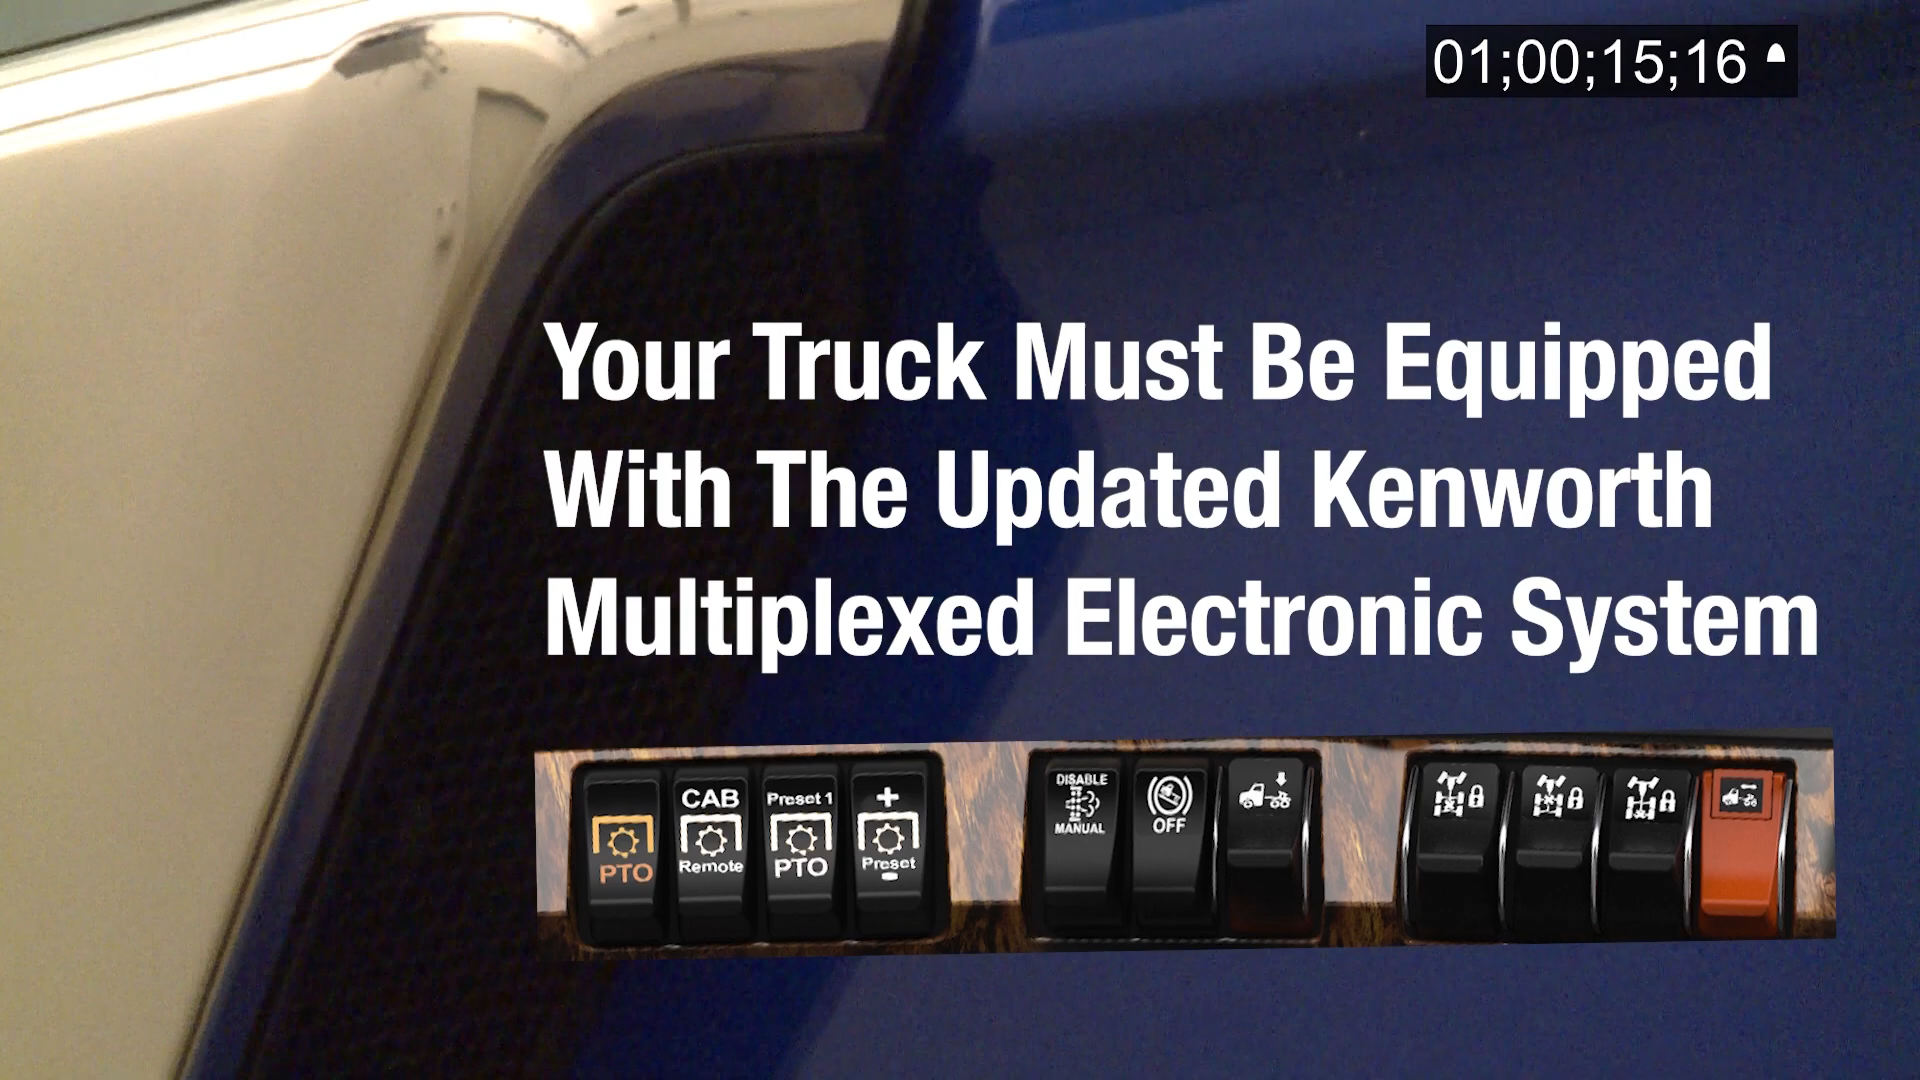 01;00;15;16
Your Truck Must Be Equipped
With The Updated Kenworth
Multiplexed Electronic System
PTO
CAB
Remote
Preset 1
PTO
+
Preset
-
DISABLE
MANUAL
OFF